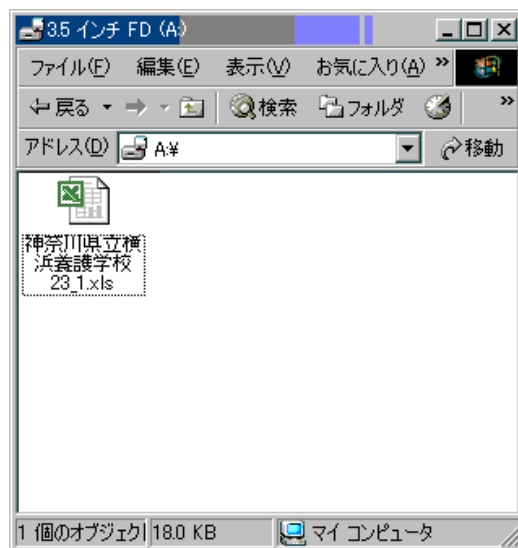 3.5 インチ FD (A:)
ファイル(F) 編集(E) 表示(V) お気に入り(A) »
戻る 検索 フォルダ »
アドレス(D) A:¥ 移動
神奈川県立横
浜養護学校
23_1.xls
1 個のオブジェクト 18.0 KB マイ コンピュータ